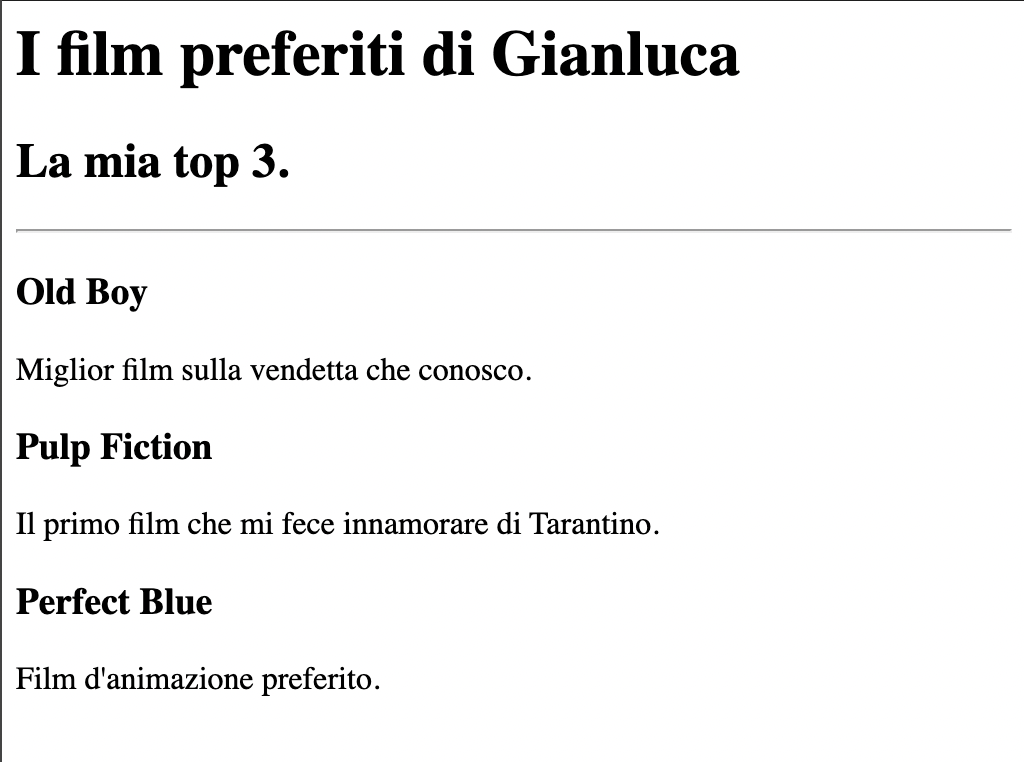 I film preferiti di Gianluca
La mia top 3.
Old Boy
Miglior film sulla vendetta che conosco.
Pulp Fiction
Il primo film che mi fece innamorare di Tarantino.
Perfect Blue
Film d'animazione preferito.